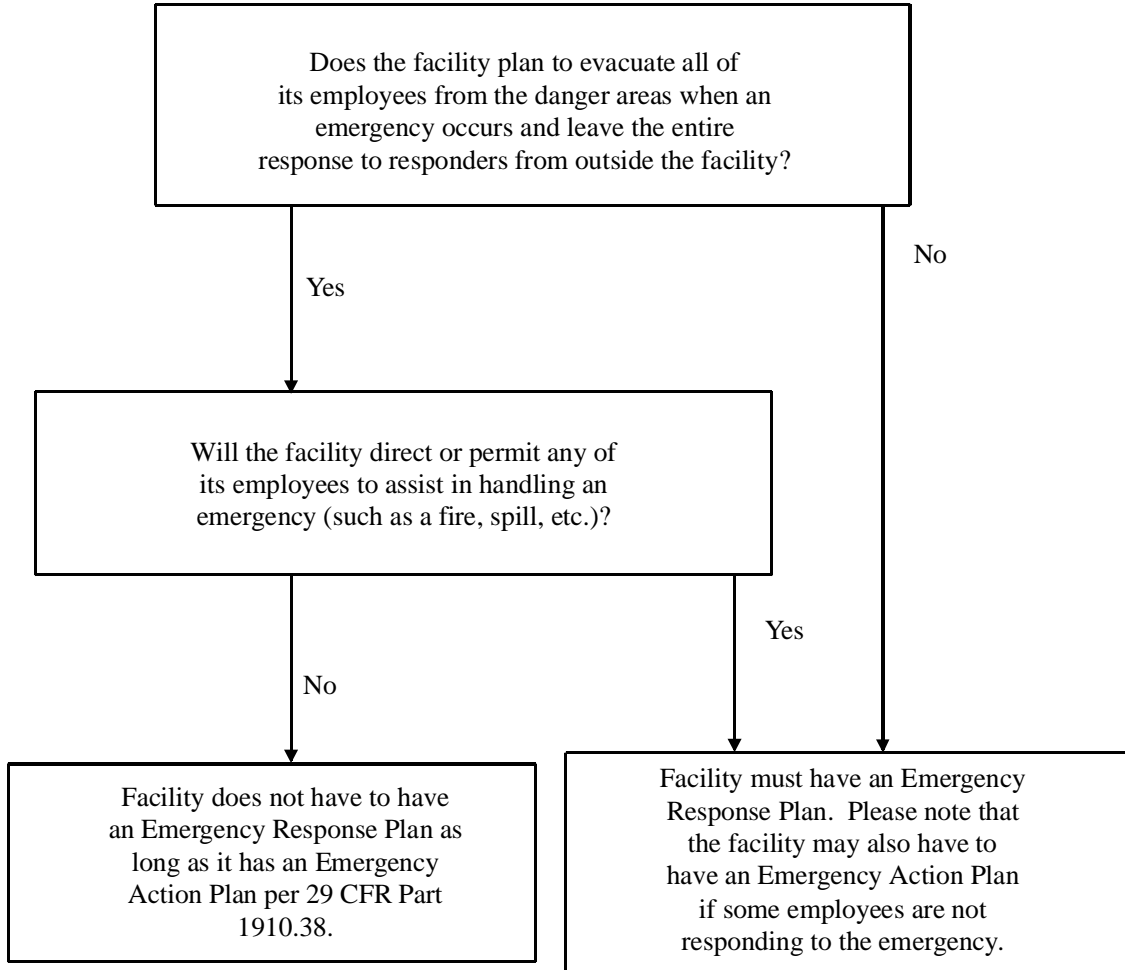 Does the facility plan to evacuate all of
its employees from the danger areas when an
emergency occurs and leave the entire
response to responders from outside the facility?
No
Yes
Will the facility direct or permit any of
its employees to assist in handling an
emergency (such as a fire, spill, etc.)?
Yes
No
Facility does not have to have
an Emergency Response Plan as
long as it has an Emergency
Action Plan per 29 CFR Part
1910.38.
Facility must have an Emergency
Response Plan.  Please note that
the facility may also have to
have an Emergency Action Plan
if some employees are not
responding to the emergency.